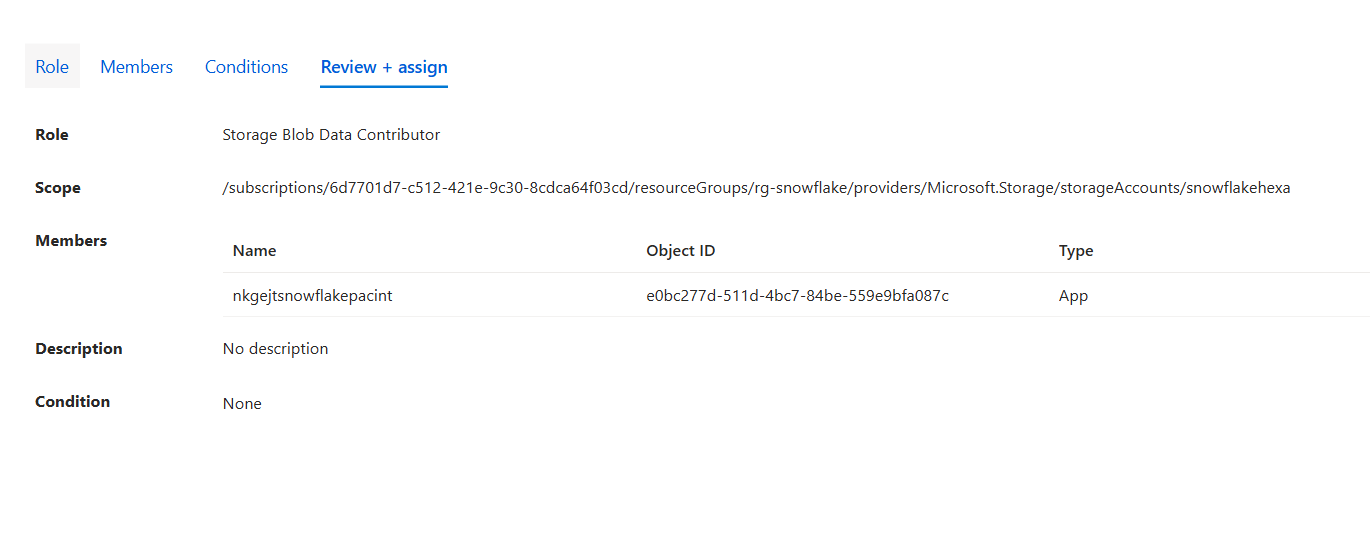 Role Members Conditions Review + assign
Role Storage Blob Data Contributor
Scope /subscriptions/6d7701d7-c512-421e-9c30-8cdca64f03cd/resourceGroups/rg-snowflake/providers/Microsoft.Storage/storageAccounts/snowflakehexa
Members Name Object ID Type
nkgejtsnowflakepacint e0bc277d-511d-4bc7-84be-559e9bfa087c App
Description No description
Condition None